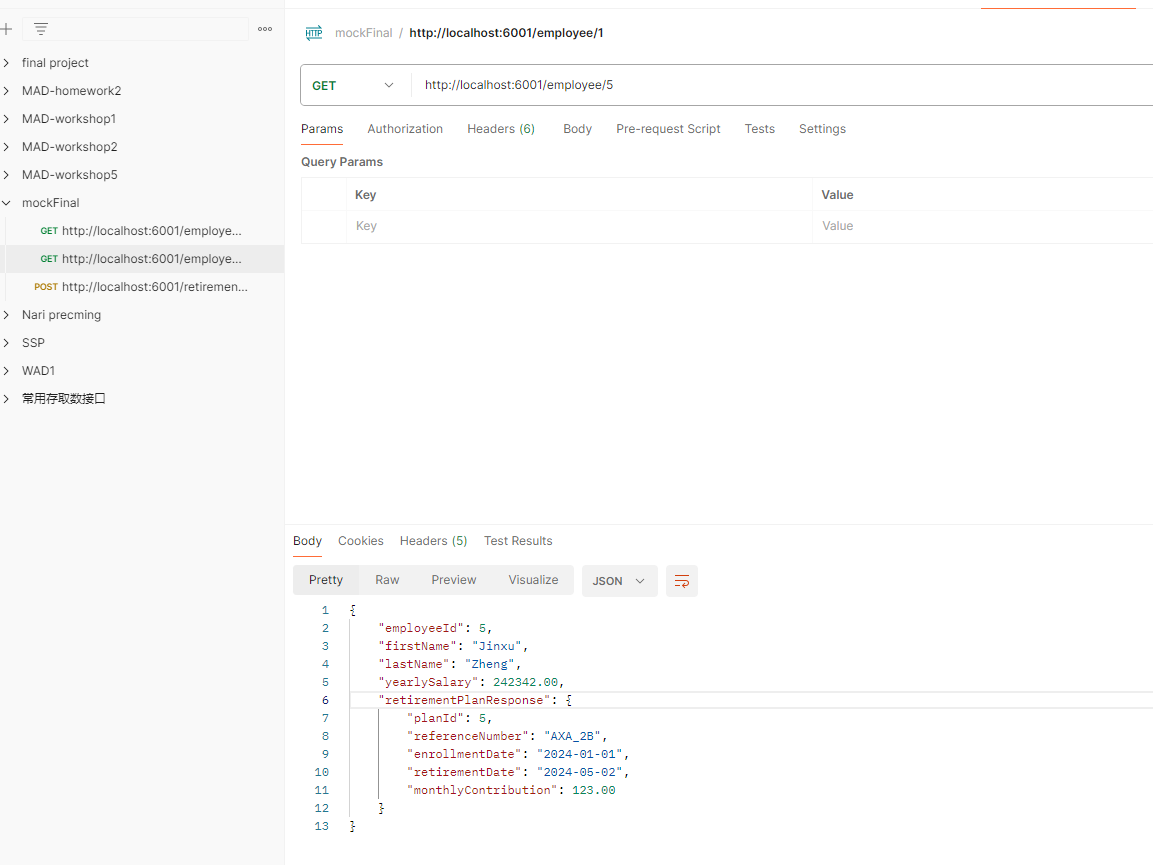 final project
MAD-homework2
MAD-workshop1
MAD-workshop2
MAD-workshop5
mockFinal
GET http://localhost:6001/employe...
GET http://localhost:6001/employe...
POST http://localhost:6001/retiremen...
Nari precming
SSP
WAD1
常用存取数接口
HTTP mockFinal / http://localhost:6001/employee/1
GET http://localhost:6001/employee/5
Params Authorization Headers (6) Body Pre-request Script Tests Settings
Query Params
Key Value
Key Value
Body Cookies Headers (5) Test Results
Pretty Raw Preview Visualize JSON
1 {
2 "employeeId": 5,
3 "firstName": "Jinxu",
4 "lastName": "Zheng",
5 "yearlySalary": 242342.00,
6 "retirementPlanResponse": {
7 "planId": 5,
8 "referenceNumber": "AXA_2B",
9 "enrollmentDate": "2024-01-01",
10 "retirementDate": "2024-05-02",
11 "monthlyContribution": 123.00
12 }
13 }